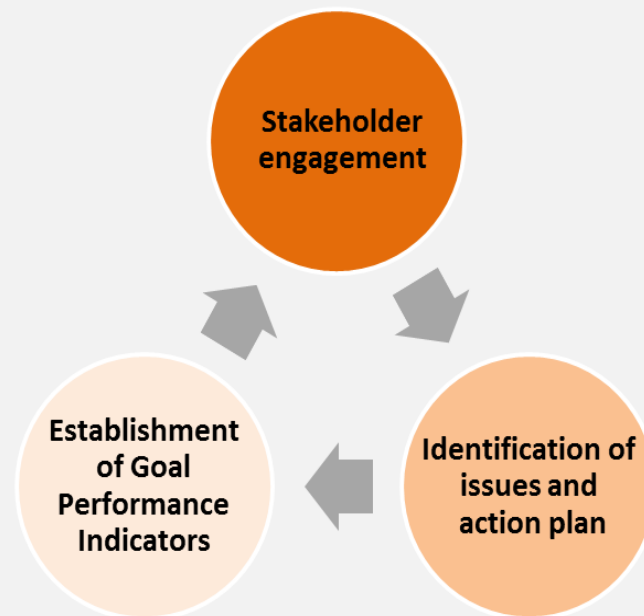 Stakeholder
engagement
Identification of
issues and
action plan
Establishment
of Goal
Performance
Indicators